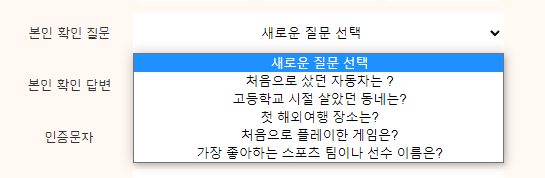 본인 확인 질문
새로운 질문 선택
새로운 질문 선택
처음으로 샀던 자동차는 ?
본인 확인 답변
고등학교 시절 살았던 동네는?
첫 해외여행 장소는?
인증문자
처음으로 플레이한 게임은?
가장 좋아하는 스포츠 팀이나 선수 이름은?